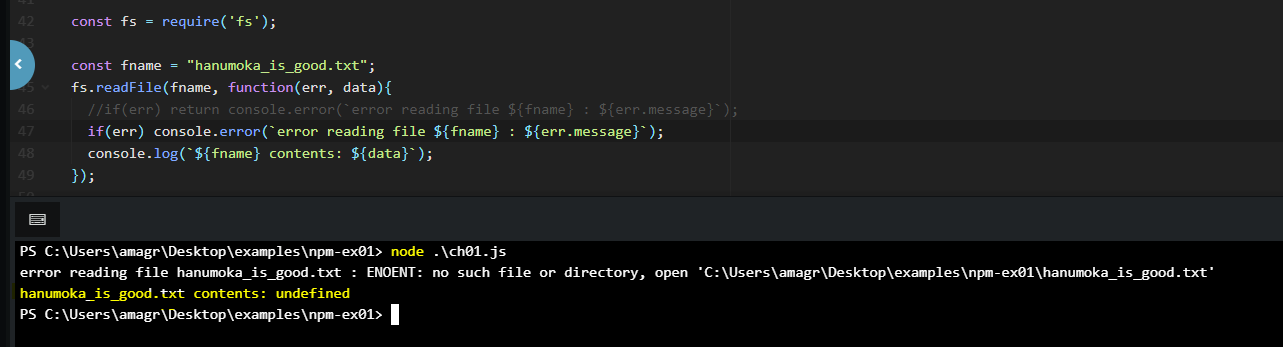 41
42 const fs = require('fs');
43
const fname = "hanumoka_is_good.txt";
45 fs.readFile(fname, function(err, data){
46 //if(err) return console.error(`error reading file ${fname} : ${err.message}`);
47 if(err) console.error(`error reading file ${fname} : ${err.message}`);
48 console.log(`${fname} contents: ${data}`);
49 });
50
PS C:\Users\amagr\Desktop\examples\npm-ex01> node .\ch01.js
error reading file hanumoka_is_good.txt : ENOENT: no such file or directory, open 'C:\Users\amagr\Desktop\examples\npm-ex01\hanumoka_is_good.txt'
hanumoka_is_good.txt contents: undefined
PS C:\Users\amagr\Desktop\examples\npm-ex01>